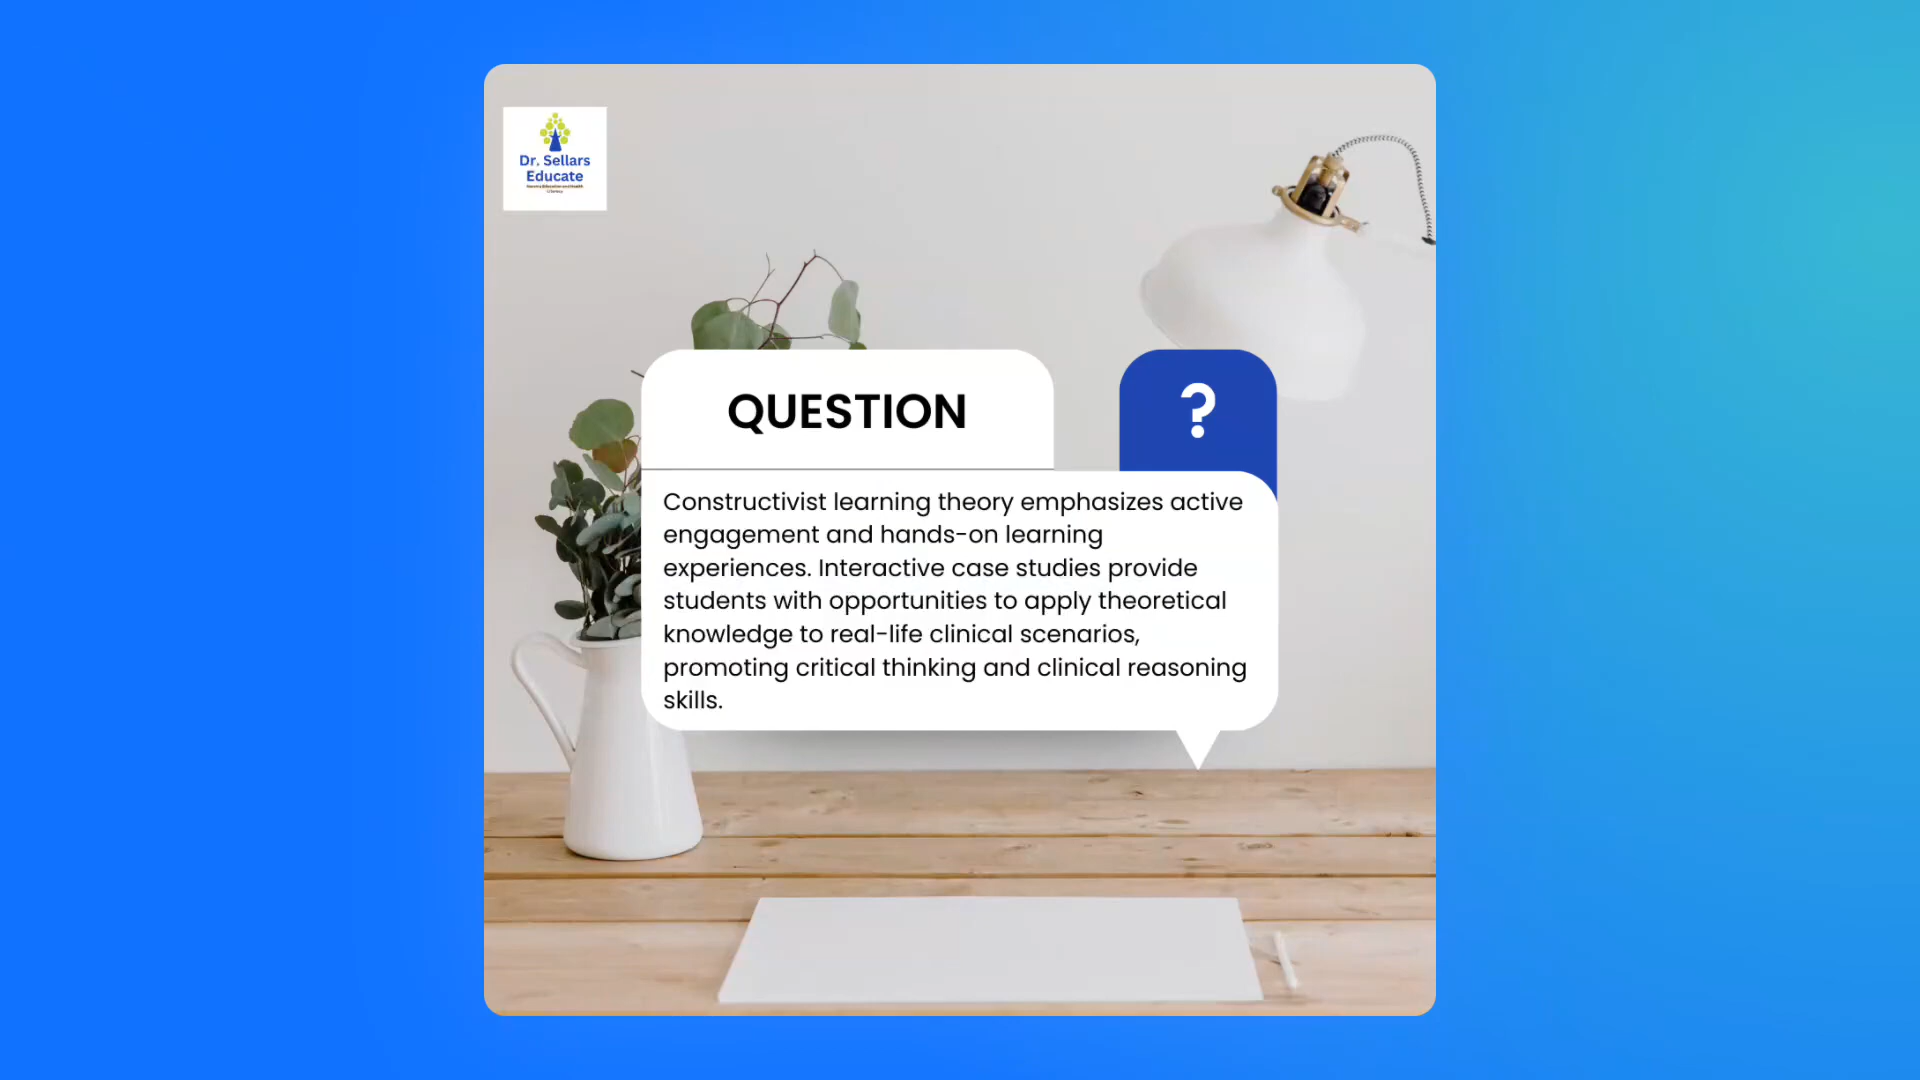 Dr. Sellars
Educate
QUESTION
?
Constructivist learning theory emphasizes active
engagement and hands-on learning
experiences. Interactive case studies provide
students with opportunities to apply theoretical
knowledge to real-life clinical scenarios,
promoting critical thinking and clinical reasoning
skills.